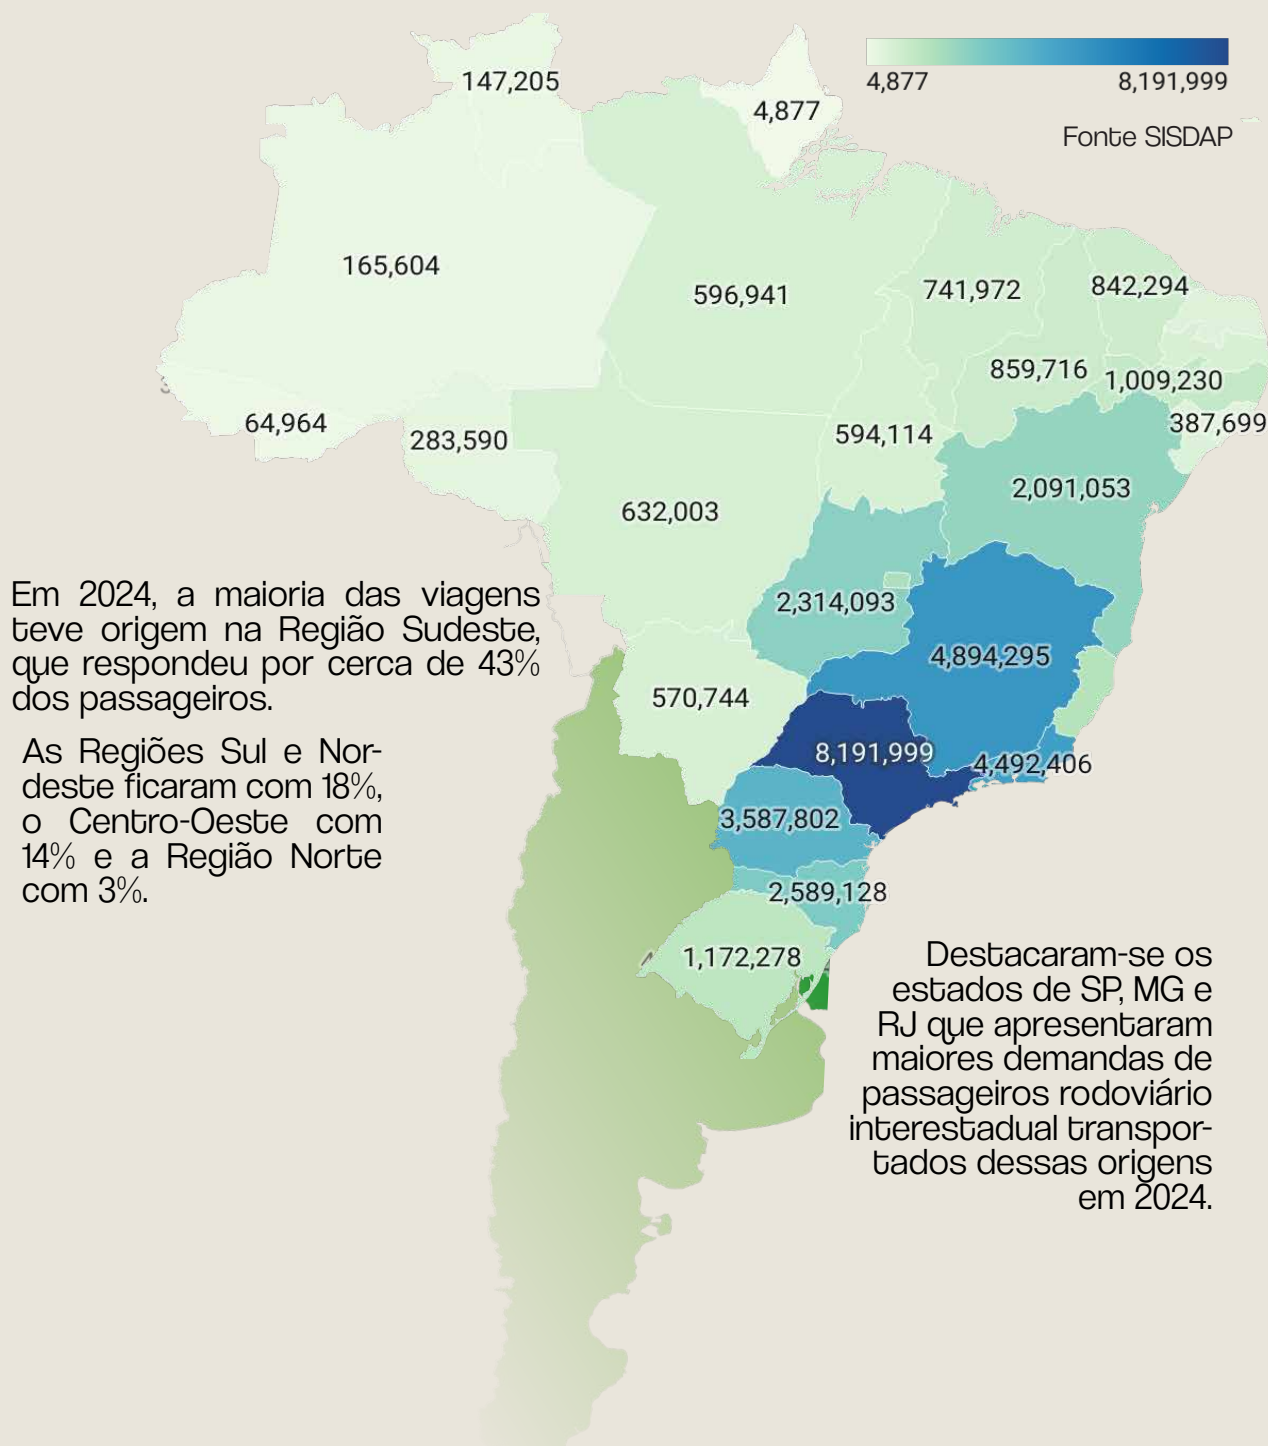 147,205
4,877
4,877 8,191,999
Fonte SISDAP
165,604
596,941
741,972
842,294
859,716
1,009,230
64,964
283,590
594,114
387,699
632,003
2,091,053
2,314,093
4,894,295
570,744
8,191,999
4,492,406
3,587,802
2,589,128
1,172,278
Em 2024, a maioria das viagens
teve origem na Região Sudeste,
que respondeu por cerca de 43%
dos passageiros.
As Regiões Sul e Nor-
deste ficaram com 18%,
o Centro-Oeste com
14% e a Região Norte
com 3%.
Destacaram-se os
estados de SP, MG e
RJ que apresentaram
maiores demandas de
passageiros rodoviário
interestadual transpor-
tados dessas origens
em 2024.